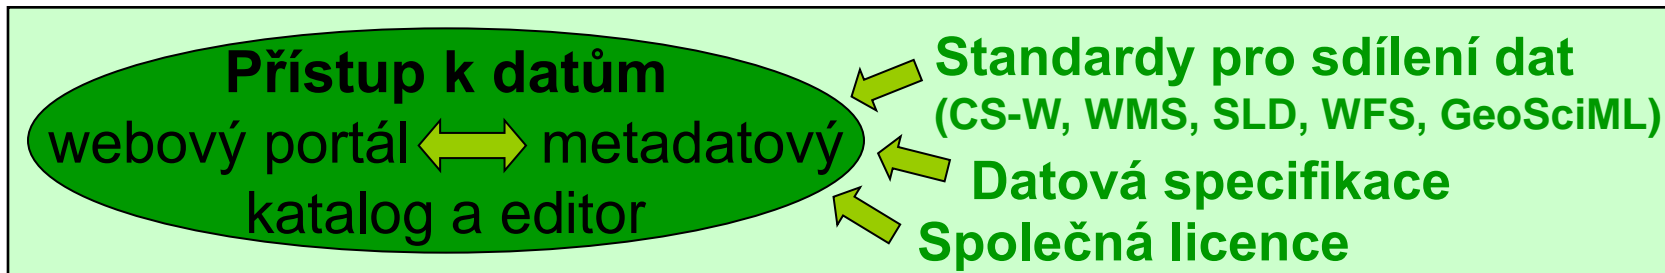 Přístup k datům
webový portál metadatový
katalog a editor
Standardy pro sdílení dat
(CS-W, WMS, SLD, WFS, GeoSciML)
Datová specifikace
Společná licence